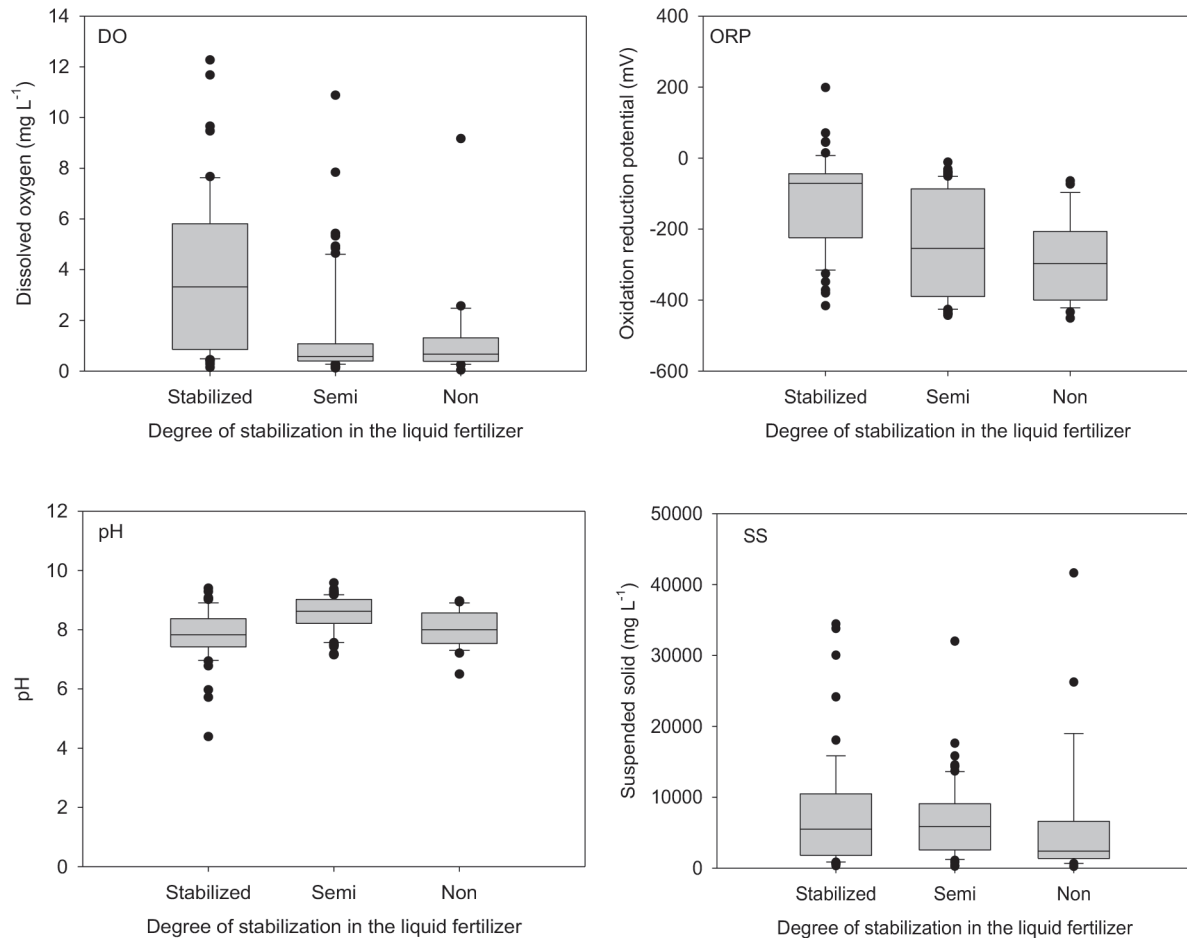 DO
14
12
10
8
6
4
2
0
Dissolved oxygen (mg L⁻¹)
Stabilized Semi Non
Degree of stabilization in the liquid fertilizer
ORP
400
200
0
-200
-400
-600
Oxidation reduction potential (mV)
Stabilized Semi Non
Degree of stabilization in the liquid fertilizer
pH
12
10
8
6
4
2
0
pH
Stabilized Semi Non
Degree of stabilization in the liquid fertilizer
SS
50000
40000
30000
20000
10000
0
Suspended solid (mg L⁻¹)
Stabilized Semi Non
Degree of stabilization in the liquid fertilizer